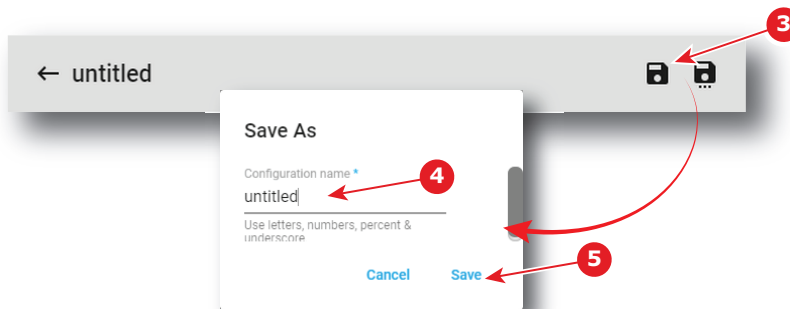 3
← untitled
Save As
Configuration name *
4
untitled
Use letters, numbers, percent &
underscore
5
Cancel Save